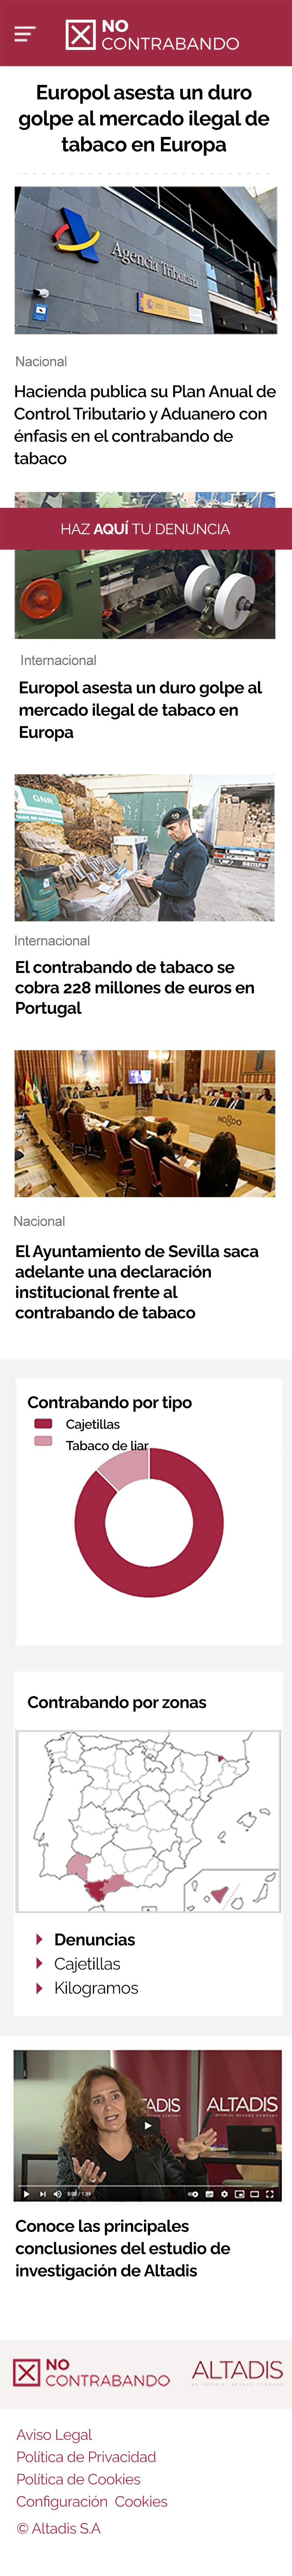 NO
CONTRABANDO
Europol asesta un duro
golpe al mercado ilegal de
tabaco en Europa
Agencia Tributaria
Nacional
Hacienda publica su Plan Anual de
Control Tributario y Aduanero con
énfasis en el contrabando de
tabaco
HAZ AQUÍ TU DENUNCIA
Internacional
Europol asesta un duro golpe al
mercado ilegal de tabaco en
Europa
GNR
Internacional
El contrabando de tabaco se
cobra 228 millones de euros en
Portugal
NO8DO
Nacional
El Ayuntamiento de Sevilla saca
adelante una declaración
institucional frente al
contrabando de tabaco
Contrabando por tipo
Cajetillas
Tabaco de liar
Contrabando por zonas
Denuncias
Cajetillas
Kilogramos
ADIS
ALTADIS
Conoce las principales
conclusiones del estudio de
investigación de Altadis
NO
CONTRABANDO
ALTADIS
Aviso Legal
Política de Privacidad
Política de Cookies
Configuración Cookies
© Altadis S.A